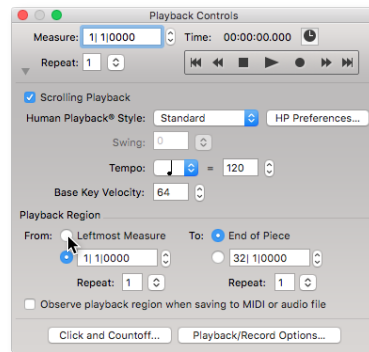 Playback Controls
Measure: 1| 1|0000 Time: 00:00:00.000
Repeat: 1
Scrolling Playback
Human Playback® Style: Standard HP Preferences...
Swing: 0
Tempo: = 120
Base Key Velocity: 64
Playback Region
From: Leftmost Measure To: End of Piece
1| 1|0000 32| 1|0000
Repeat: 1 Repeat: 1
Observe playback region when saving to MIDI or audio file
Click and Countoff... Playback/Record Options...